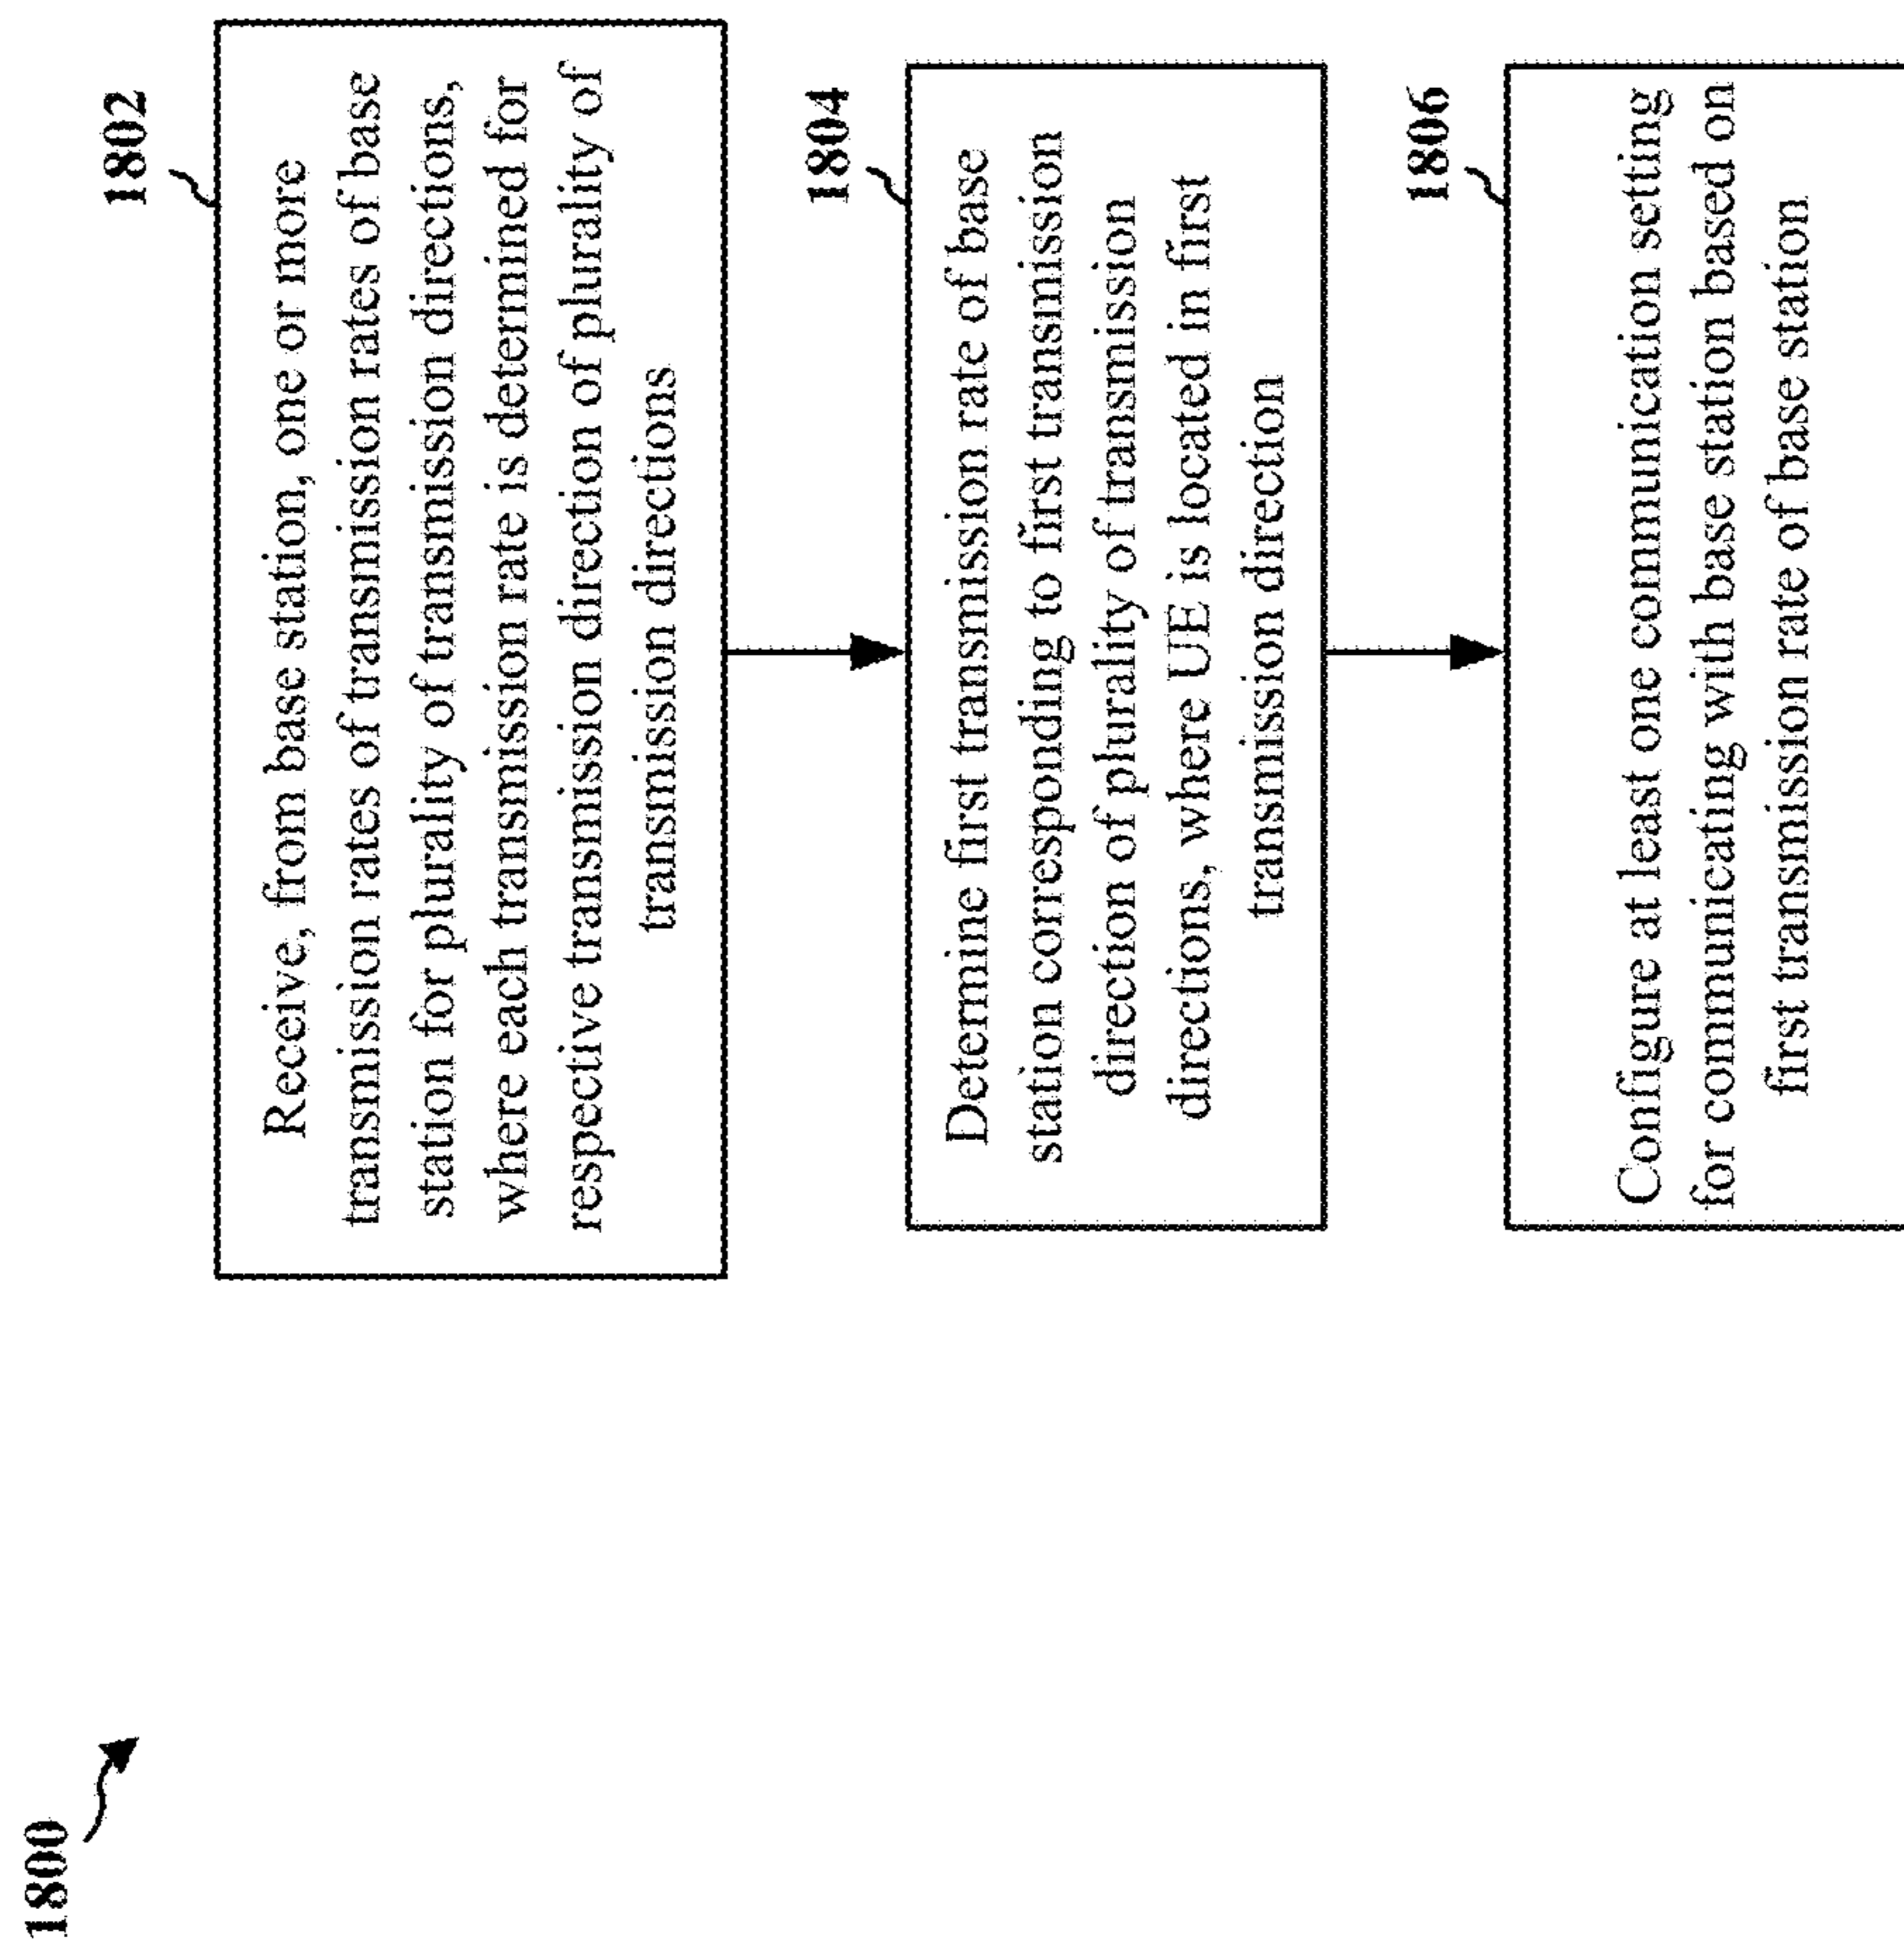 1800
1802
Receive, from base station, one or more
transmission rates of transmission rates of base
station for plurality of transmission directions,
where each transmission rate is determined for
respective transmission direction of plurality of
transmission directions
1804
Determine first transmission rate of base
station corresponding to first transmission
direction of plurality of transmission
directions, where UE is located in first
transmission direction
1806
Configure at least one communication setting
for communicating with base station based on
first transmission rate of base station